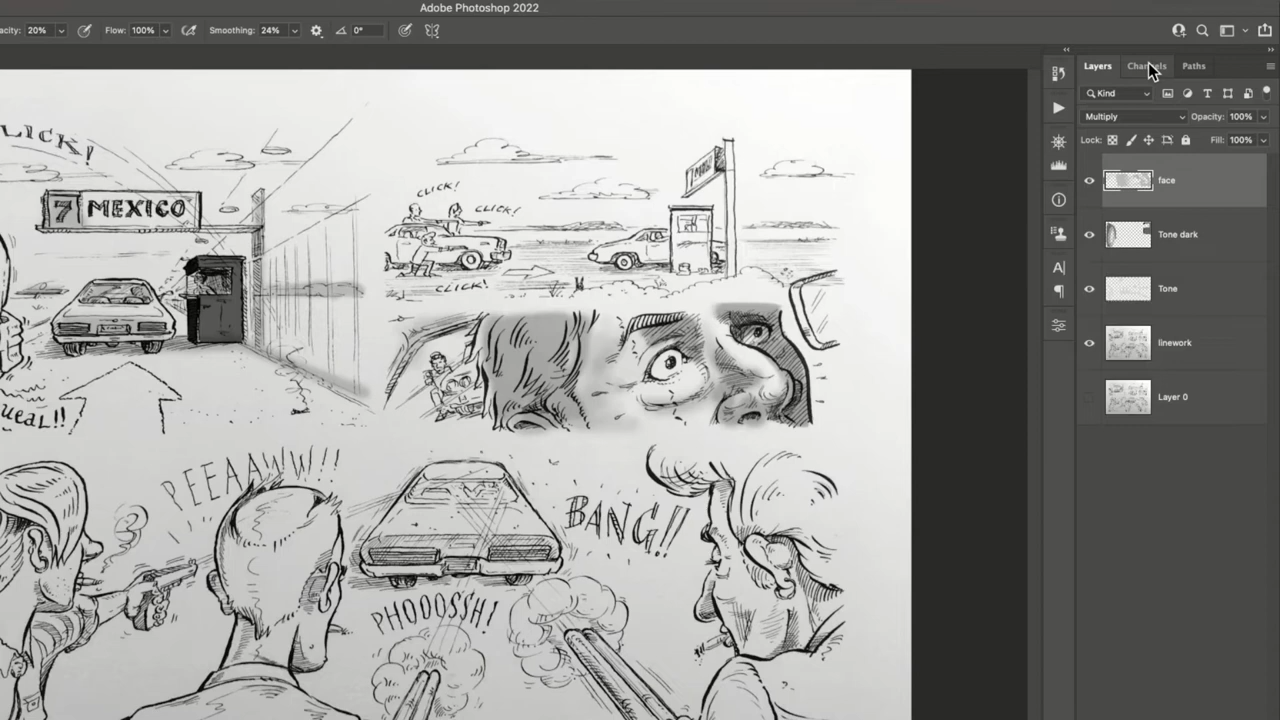 Adobe Photoshop 2022
20%
Flow: 100%
Smoothing: 24%
0°
Layers Channels Paths
Kind
Multiply Opacity: 100%
Lock: Fill: 100%
face
Tone dark
Tone
linework
Layer 0
LICK!
7 MEXICO
CLICK!
CLICK!
CLICK!
ueaL!!
PEEAAWW!!
BANG!!
PHOOOSSH!